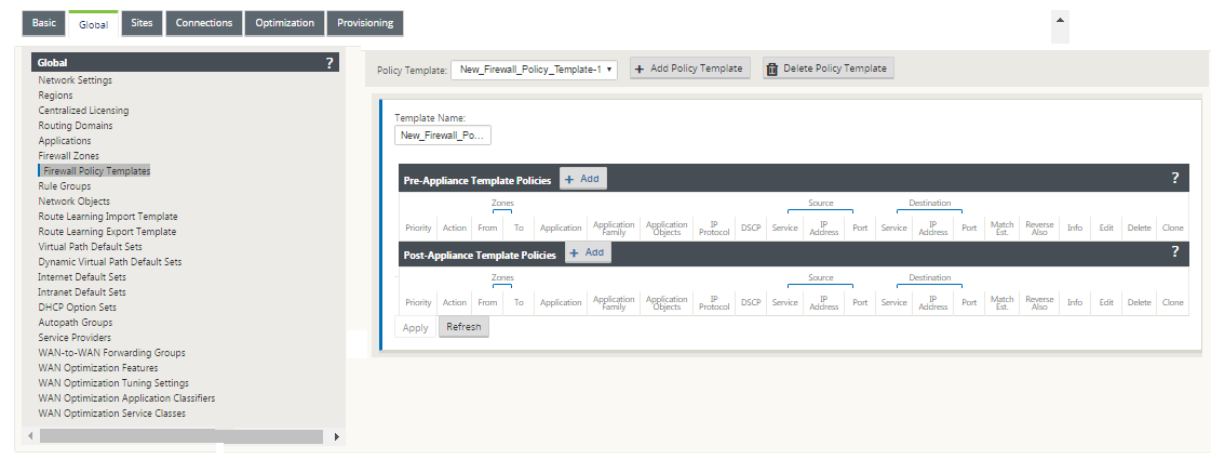 Basic Global Sites Connections Optimization Provisioning
Global ?
Network Settings
Regions
Centralized Licensing
Routing Domains
Applications
Firewall Zones
Firewall Policy Templates
Rule Groups
Network Objects
Route Learning Import Template
Route Learning Export Template
Virtual Path Default Sets
Dynamic Virtual Path Default Sets
Internet Default Sets
Intranet Default Sets
DHCP Option Sets
Autopath Groups
Service Providers
WAN-to-WAN Forwarding Groups
WAN Optimization Features
WAN Optimization Tuning Settings
WAN Optimization Application Classifiers
WAN Optimization Service Classes
Policy Template: New_Firewall_Policy_Template-1 + Add Policy Template Delete Policy Template
Template Name:
New_Firewall_Po...
Pre-Appliance Template Policies + Add ?
Zones Source Destination
Priority Action From To Application Application Family Application Objects IP Protocol DSCP Service IP Address Port Service IP Address Port Match Est. Reverse Also Info Edit Delete Clone
Post-Appliance Template Policies + Add ?
Zones Source Destination
Priority Action From To Application Application Family Application Objects IP Protocol DSCP Service IP Address Port Service IP Address Port Match Est. Reverse Also Info Edit Delete Clone
Apply Refresh